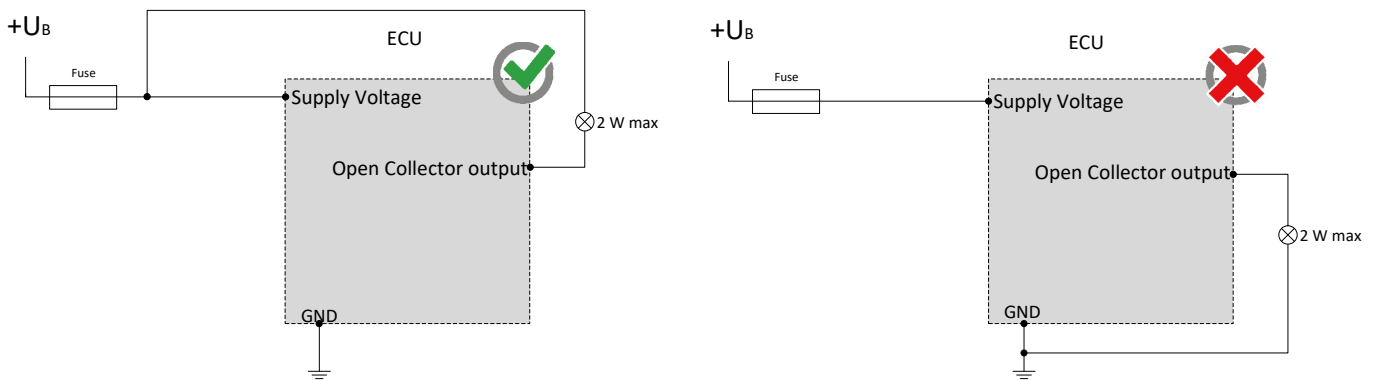 +UB
ECU
Fuse
Supply Voltage
2 W max
Open Collector output
GND
+UB
ECU
Fuse
Supply Voltage
Open Collector output
2 W max
GND